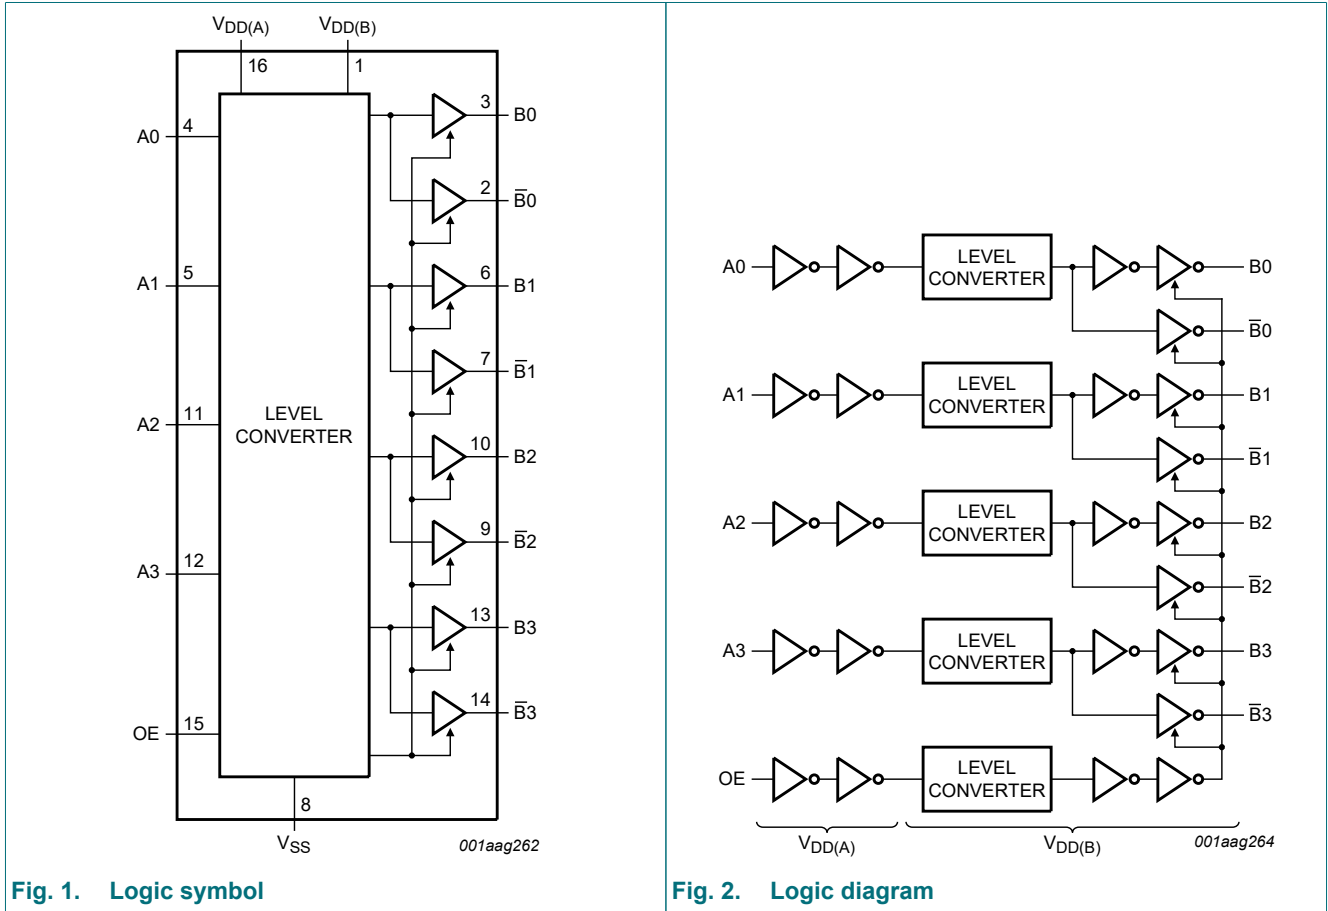 VDD(A) VDD(B)
16 1
3 B0
A0 4
2 B̅0
A1 5
6 B1
7 B̅1
A2 11
LEVEL
CONVERTER
10 B2
9 B̅2
A3 12
13 B3
14 B̅3
OE 15
8
VSS
001aag262
Fig. 1. Logic symbol
A0 LEVEL CONVERTER B0
B̅0
A1 LEVEL CONVERTER B1
B̅1
A2 LEVEL CONVERTER B2
B̅2
A3 LEVEL CONVERTER B3
B̅3
OE LEVEL CONVERTER
VDD(A) VDD(B)
001aag264
Fig. 2. Logic diagram